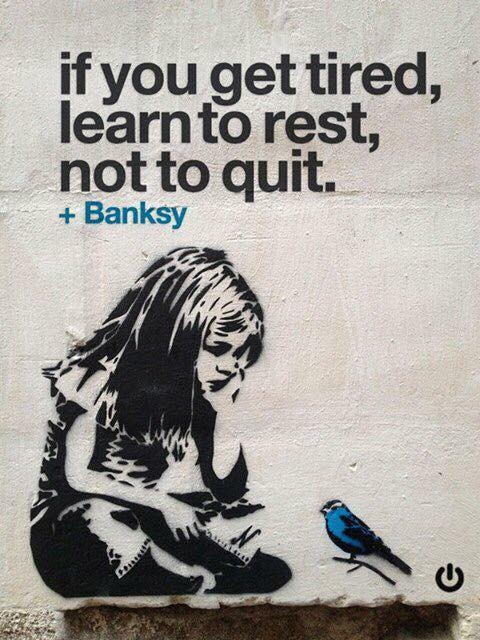 if you get tired,
learn to rest,
not to quit.
+ Banksy